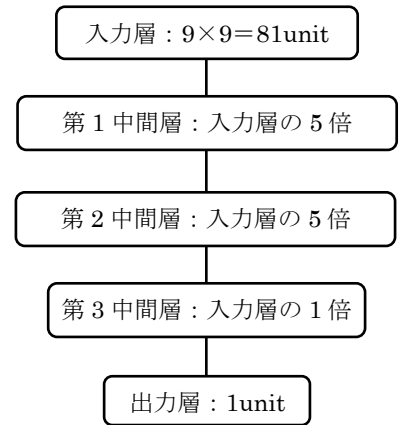 入力層：9×9＝81unit
第 1 中間層：入力層の 5 倍
第 2 中間層：入力層の 5 倍
第 3 中間層：入力層の 1 倍
出力層：1unit